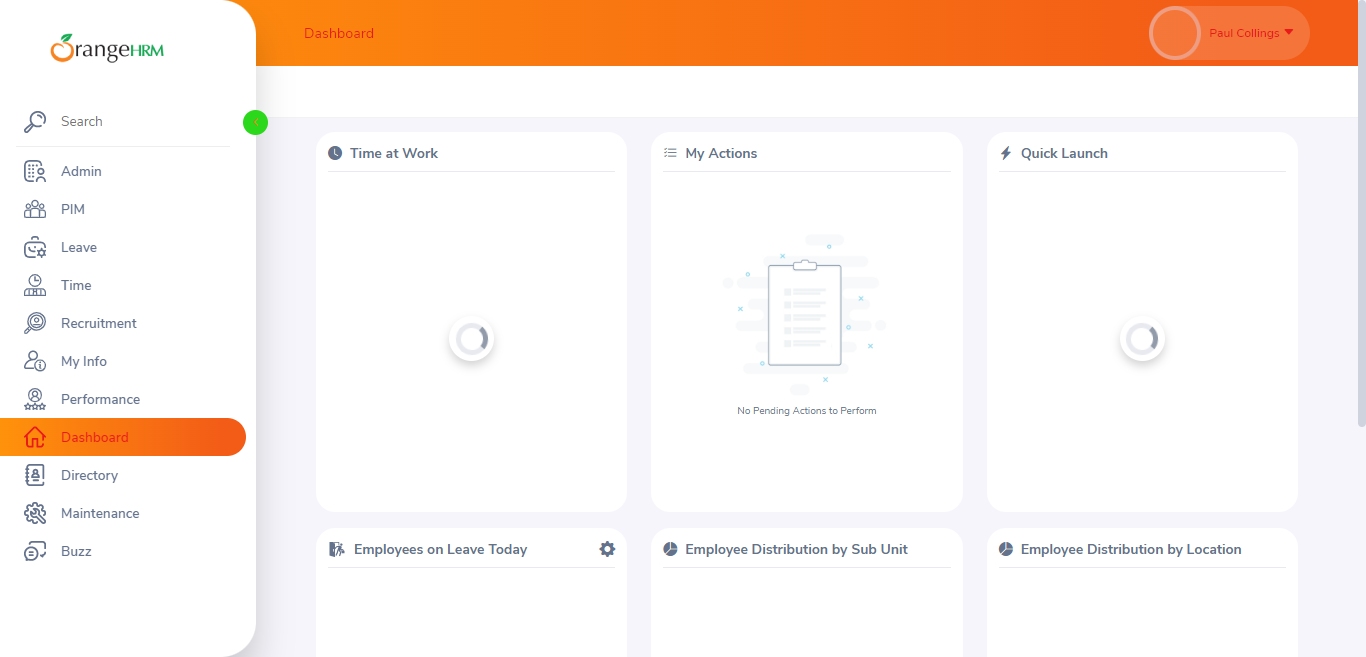 OrangeHRM
Dashboard
Paul Collings
Search
Admin
PIM
Leave
Time
Recruitment
My Info
Performance
Dashboard
Directory
Maintenance
Buzz
Time at Work
My Actions
No Pending Actions to Perform
Quick Launch
Employees on Leave Today
Employee Distribution by Sub Unit
Employee Distribution by Location